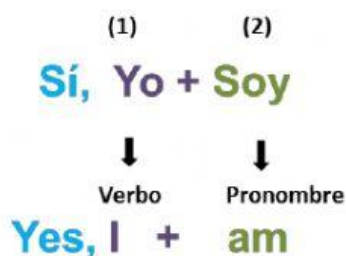 (1) (2)
Sí, Yo + Soy
Verbo Pronombre
Yes, I + am